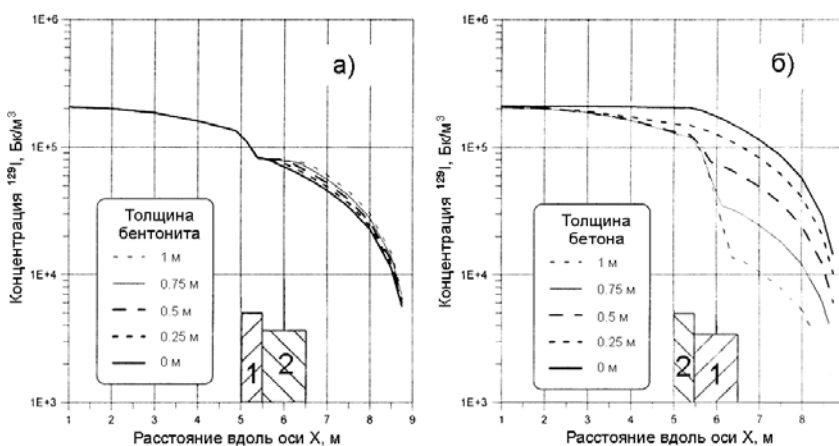 1E+6
а)
1E+5
1E+4
1E+3
Концентрация ¹²⁹I, Бк/м³
Толщина
бентонита
1 м
0.75 м
0.5 м
0.25 м
0 м
1
2
1 2 3 4 5 6 7 8 9
Расстояние вдоль оси X, м
1E+6
б)
1E+5
1E+4
1E+3
Концентрация ¹²⁹I, Бк/м³
Толщина
бетона
1 м
0.75 м
0.5 м
0.25 м
0 м
2
1
1 2 3 4 5 6 8
Расстояние вдоль оси X, м